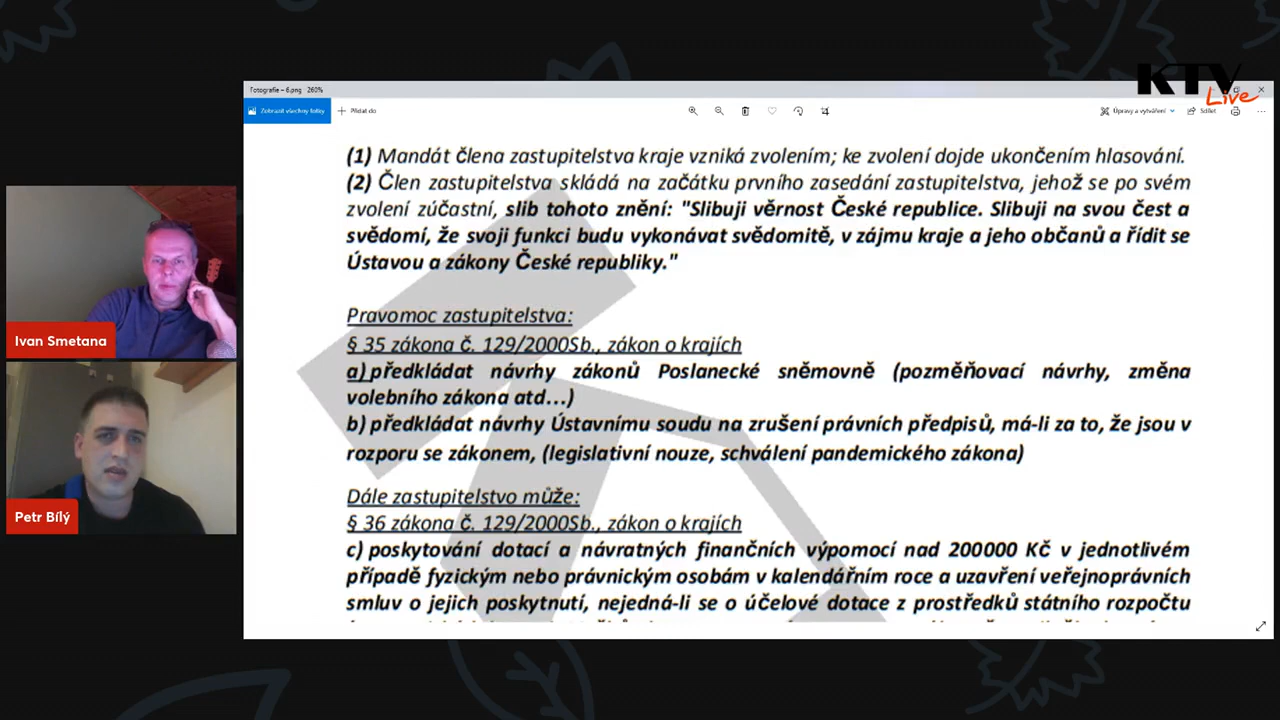 KTV
Live
Fotografie – 6.png 260%
Zobrazit všechny fotky
Přidat do
Úpravy a vytváření
Sdílet
(1) Mandát člena zastupitelstva kraje vzniká zvolením; ke zvolení dojde ukončením hlasování.
(2) Člen zastupitelstva skládá na začátku prvního zasedání zastupitelstva, jehož se po svém
zvolení zúčastní, slib tohoto znění: "Slibuji věrnost České republice. Slibuji na svou čest a
svědomí, že svoji funkci budu vykonávat svědomitě, v zájmu kraje a jeho občanů a řídit se
Ústavou a zákony České republiky."
Pravomoc zastupitelstva:
§ 35 zákona č. 129/2000Sb., zákon o krajích
a) předkládat návrhy zákonů Poslanecké sněmovně (pozměňovací návrhy, změna
volebního zákona atd...)
b) předkládat návrhy Ústavnímu soudu na zrušení právních předpisů, má-li za to, že jsou v
rozporu se zákonem, (legislativní nouze, schválení pandemického zákona)
Dále zastupitelstvo může:
§ 36 zákona č. 129/2000Sb., zákon o krajích
c) poskytování dotací a návratných finančních výpomocí nad 200000 Kč v jednotlivém
případě fyzickým nebo právnickým osobám v kalendářním roce a uzavření veřejnoprávních
smluv o jejich poskytnutí, nejedná-li se o účelové dotace z prostředků státního rozpočtu
Ivan Smetana
Petr Bílý